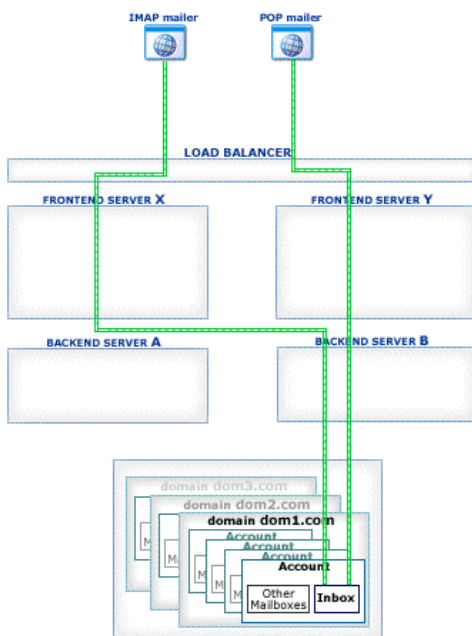 IMAP mailer POP mailer
LOAD BALANCER
FRONTEND SERVER X FRONTEND SERVER Y
BACKEND SERVER A BACKEND SERVER B
domain dom3.com
domain dom2.com
domain dom1.com
Account
Account
Account
Account
Other
Mailboxes
Inbox